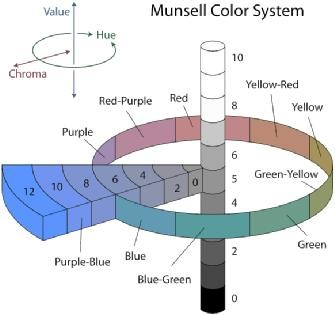 Munsell Color System
Value
Hue
Chroma
10
8
6
5
4
2
0
Red-Purple
Red
Yellow-Red
Yellow
Purple
Green-Yellow
12
10
8
6
4
2
0
Purple-Blue
Blue
Blue-Green
Green